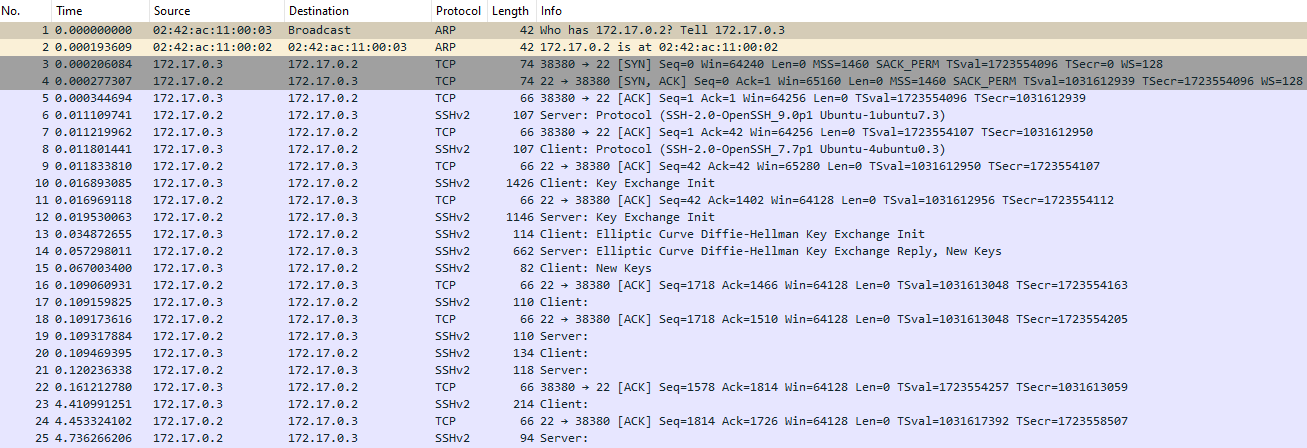 No. Time Source Destination Protocol Length Info
1 0.000000000 02:42:ac:11:00:03 Broadcast ARP 42 Who has 172.17.0.2? Tell 172.17.0.3
2 0.000193609 02:42:ac:11:00:02 02:42:ac:11:00:03 ARP 42 172.17.0.2 is at 02:42:ac:11:00:02
3 0.000206084 172.17.0.3 172.17.0.2 TCP 74 38380 → 22 [SYN] Seq=0 Win=64240 Len=0 MSS=1460 SACK_PERM TSval=1723554096 TSecr=0 WS=128
4 0.000277307 172.17.0.2 172.17.0.3 TCP 74 22 → 38380 [SYN, ACK] Seq=0 Ack=1 Win=65160 Len=0 MSS=1460 SACK_PERM TSval=1031612939 TSecr=1723554096 WS=128
5 0.000344694 172.17.0.3 172.17.0.2 TCP 66 38380 → 22 [ACK] Seq=1 Ack=1 Win=64256 Len=0 TSval=1723554096 TSecr=1031612939
6 0.011109741 172.17.0.2 172.17.0.3 SSHv2 107 Server: Protocol (SSH-2.0-OpenSSH_9.0p1 Ubuntu-1ubuntu7.3)
7 0.011219962 172.17.0.3 172.17.0.2 TCP 66 38380 → 22 [ACK] Seq=1 Ack=42 Win=64256 Len=0 TSval=1723554107 TSecr=1031612950
8 0.011801441 172.17.0.3 172.17.0.2 SSHv2 107 Client: Protocol (SSH-2.0-OpenSSH_7.7p1 Ubuntu-4ubuntu0.3)
9 0.011833810 172.17.0.2 172.17.0.3 TCP 66 22 → 38380 [ACK] Seq=42 Ack=42 Win=65280 Len=0 TSval=1031612950 TSecr=1723554107
10 0.016893085 172.17.0.3 172.17.0.2 SSHv2 1426 Client: Key Exchange Init
11 0.016969118 172.17.0.2 172.17.0.3 TCP 66 22 → 38380 [ACK] Seq=42 Ack=1402 Win=64128 Len=0 TSval=1031612956 TSecr=1723554112
12 0.019530063 172.17.0.2 172.17.0.3 SSHv2 1146 Server: Key Exchange Init
13 0.034872655 172.17.0.3 172.17.0.2 SSHv2 114 Client: Elliptic Curve Diffie-Hellman Key Exchange Init
14 0.057298011 172.17.0.2 172.17.0.3 SSHv2 662 Server: Elliptic Curve Diffie-Hellman Key Exchange Reply, New Keys
15 0.067003400 172.17.0.3 172.17.0.2 SSHv2 82 Client: New Keys
16 0.109060931 172.17.0.2 172.17.0.3 TCP 66 22 → 38380 [ACK] Seq=1718 Ack=1466 Win=64128 Len=0 TSval=1031613048 TSecr=1723554163
17 0.109159825 172.17.0.3 172.17.0.2 SSHv2 110 Client:
18 0.109173616 172.17.0.2 172.17.0.3 TCP 66 22 → 38380 [ACK] Seq=1718 Ack=1510 Win=64128 Len=0 TSval=1031613048 TSecr=1723554205
19 0.109317884 172.17.0.2 172.17.0.3 SSHv2 110 Server:
20 0.109469395 172.17.0.3 172.17.0.2 SSHv2 134 Client:
21 0.120236338 172.17.0.2 172.17.0.3 SSHv2 118 Server:
22 0.161212780 172.17.0.3 172.17.0.2 TCP 66 38380 → 22 [ACK] Seq=1578 Ack=1814 Win=64128 Len=0 TSval=1723554257 TSecr=1031613059
23 4.410991251 172.17.0.3 172.17.0.2 SSHv2 214 Client:
24 4.453324102 172.17.0.2 172.17.0.3 TCP 66 22 → 38380 [ACK] Seq=1814 Ack=1726 Win=64128 Len=0 TSval=1031617392 TSecr=1723558507
25 4.736266206 172.17.0.2 172.17.0.3 SSHv2 94 Server: